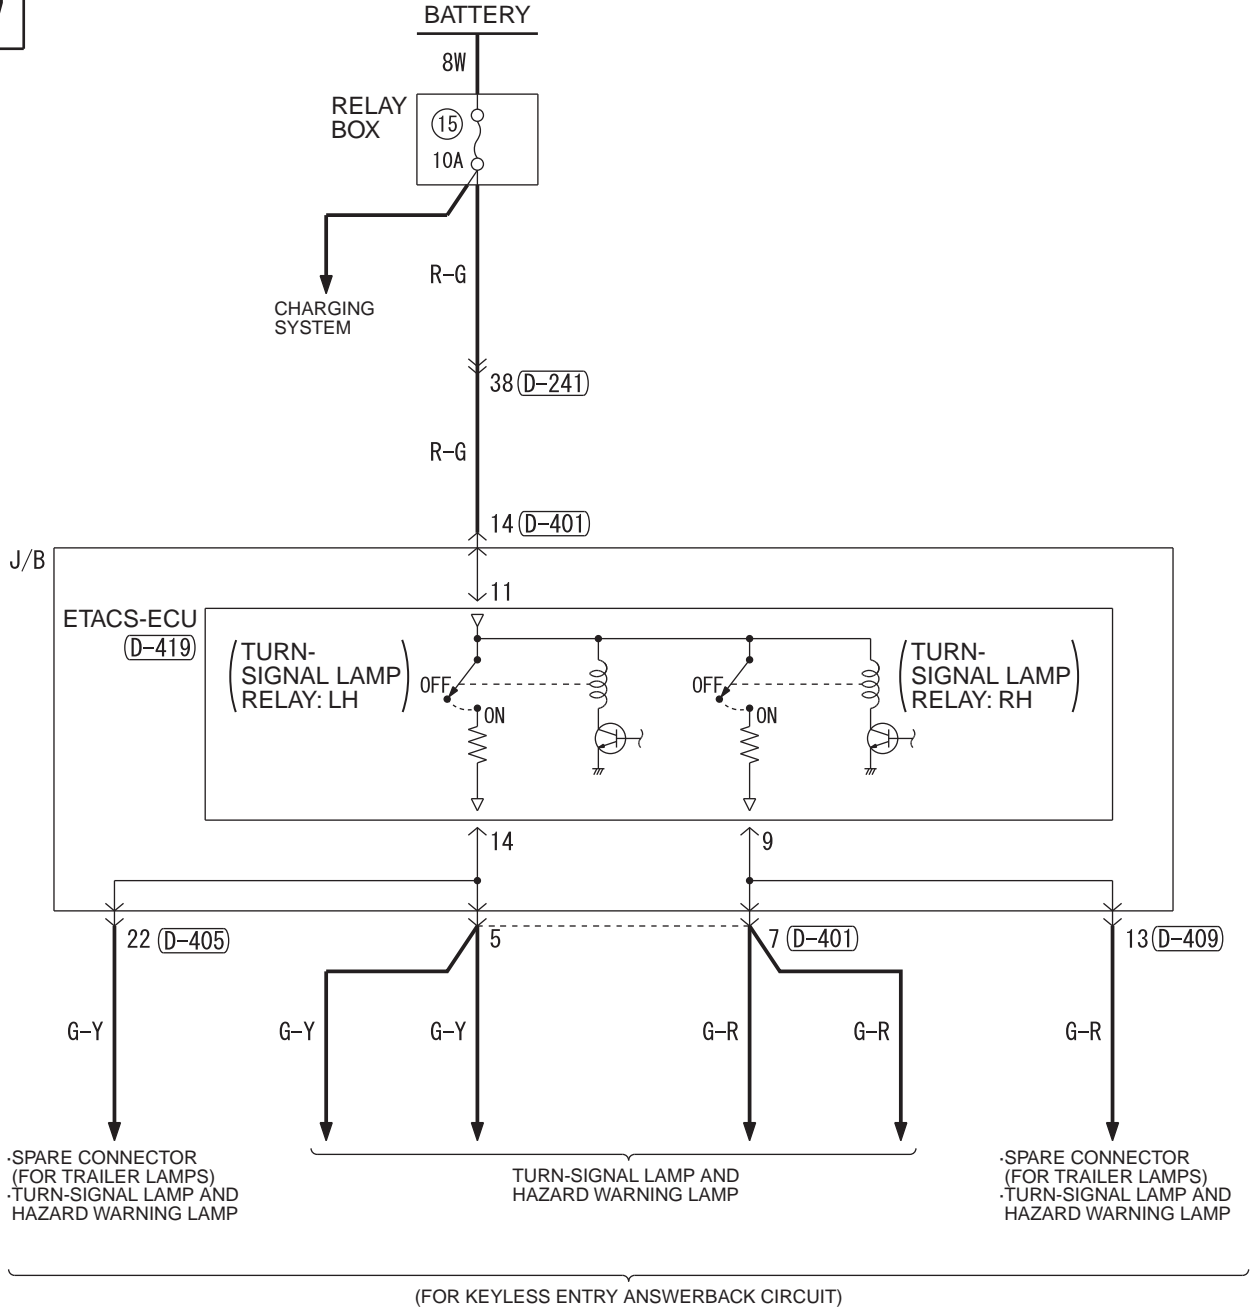 BATTERY
8W
RELAY
BOX
15
10A
R-G
CHARGING
SYSTEM
38 D-241
R-G
14 D-401
J/B
11
ETACS-ECU
D-419
TURN-
SIGNAL LAMP
RELAY: LH
OFF
ON
OFF
ON
TURN-
SIGNAL LAMP
RELAY: RH
14
9
22 D-405
5
7 D-401
13 D-409
G-Y
G-Y
G-Y
G-R
G-R
G-R
·SPARE CONNECTOR
(FOR TRAILER LAMPS)
·TURN-SIGNAL LAMP AND
HAZARD WARNING LAMP
TURN-SIGNAL LAMP AND
HAZARD WARNING LAMP
·SPARE CONNECTOR
(FOR TRAILER LAMPS)
·TURN-SIGNAL LAMP AND
HAZARD WARNING LAMP
(FOR KEYLESS ENTRY ANSWERBACK CIRCUIT)